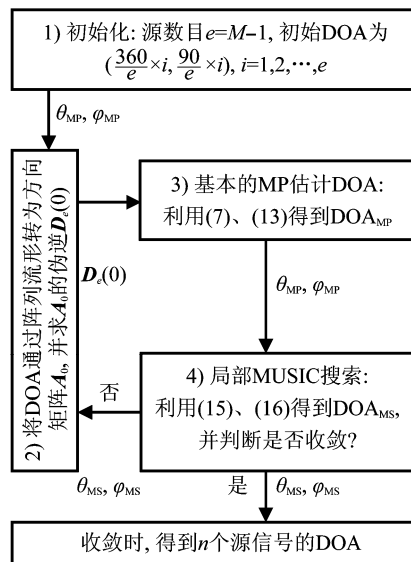 1) 初始化: 源数目e=M−1, 初始DOA为
(360/e×i, 90/e×i), i=1,2,⋯,e
θMP, φMP
2) 将DOA通过阵列流形转为方向
矩阵A0, 并求A0的伪逆De(0)
De(0)
3) 基本的MP估计DOA:
利用(7)、(13)得到DOAMP
θMP, φMP
4) 局部MUSIC搜索:
利用(15)、(16)得到DOAMS,
并判断是否收敛?
否
θMS, φMS
是
θMS, φMS
收敛时, 得到n个源信号的DOA